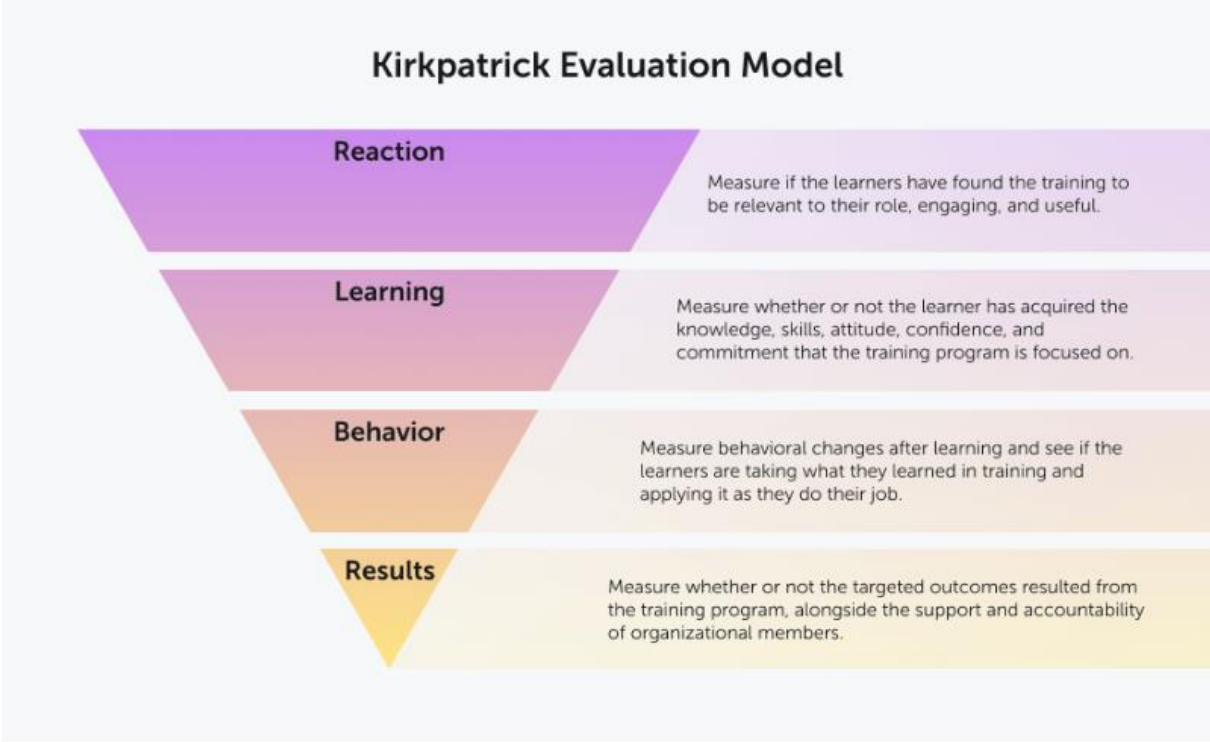 Kirkpatrick Evaluation Model
Reaction
Measure if the learners have found the training to
be relevant to their role, engaging, and useful.
Learning
Measure whether or not the learner has acquired the
knowledge, skills, attitude, confidence, and
commitment that the training program is focused on.
Behavior
Measure behavioral changes after learning and see if the
learners are taking what they learned in training and
applying it as they do their job.
Results
Measure whether or not the targeted outcomes resulted from
the training program, alongside the support and accountability
of organizational members.